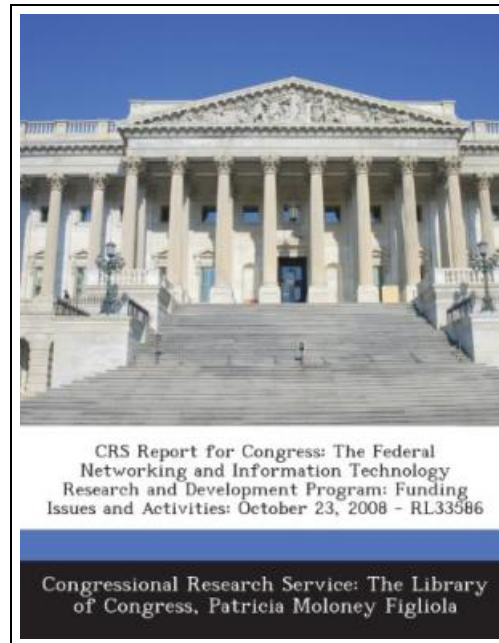 CRS Report for Congress: The Federal
Networking and Information Technology
Research and Development Program: Funding
Issues and Activities: October 23, 2008 - RL33586
Congressional Research Service: The Library
of Congress, Patricia Moloney Figliola